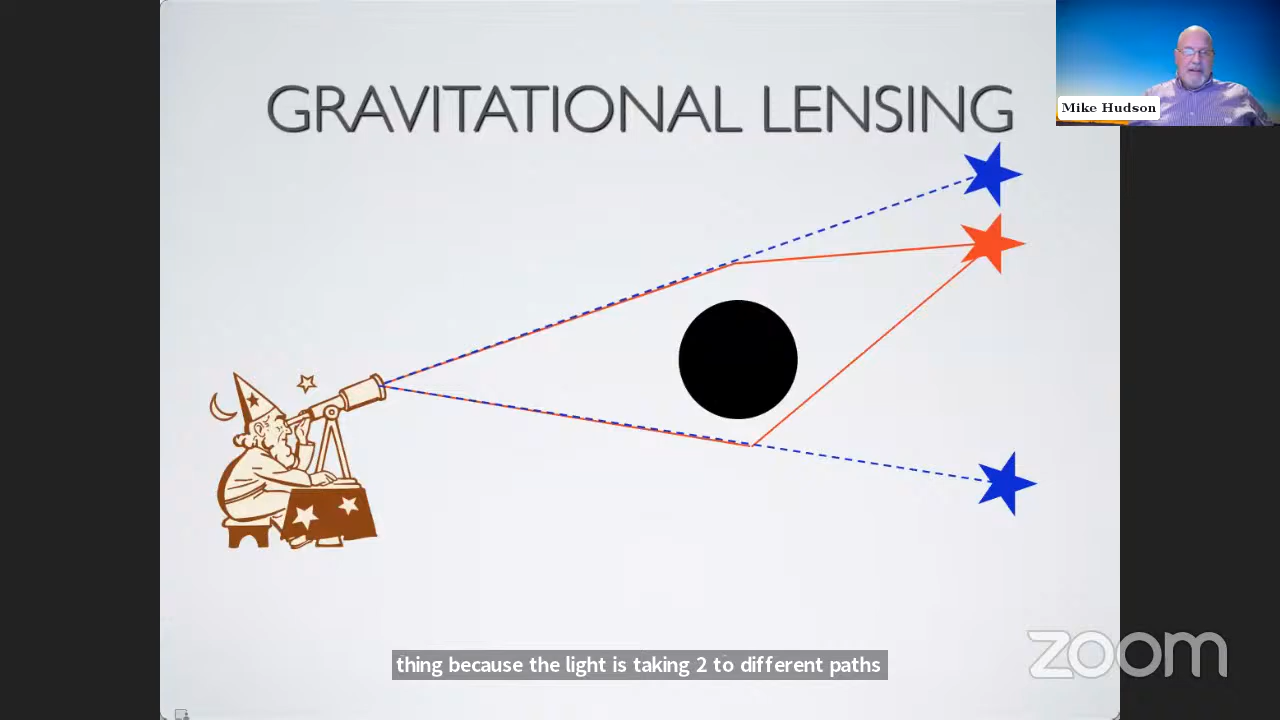 GRAVITATIONAL LENSING
Mike Hudson
thing because the light is taking 2 to different paths
zoom